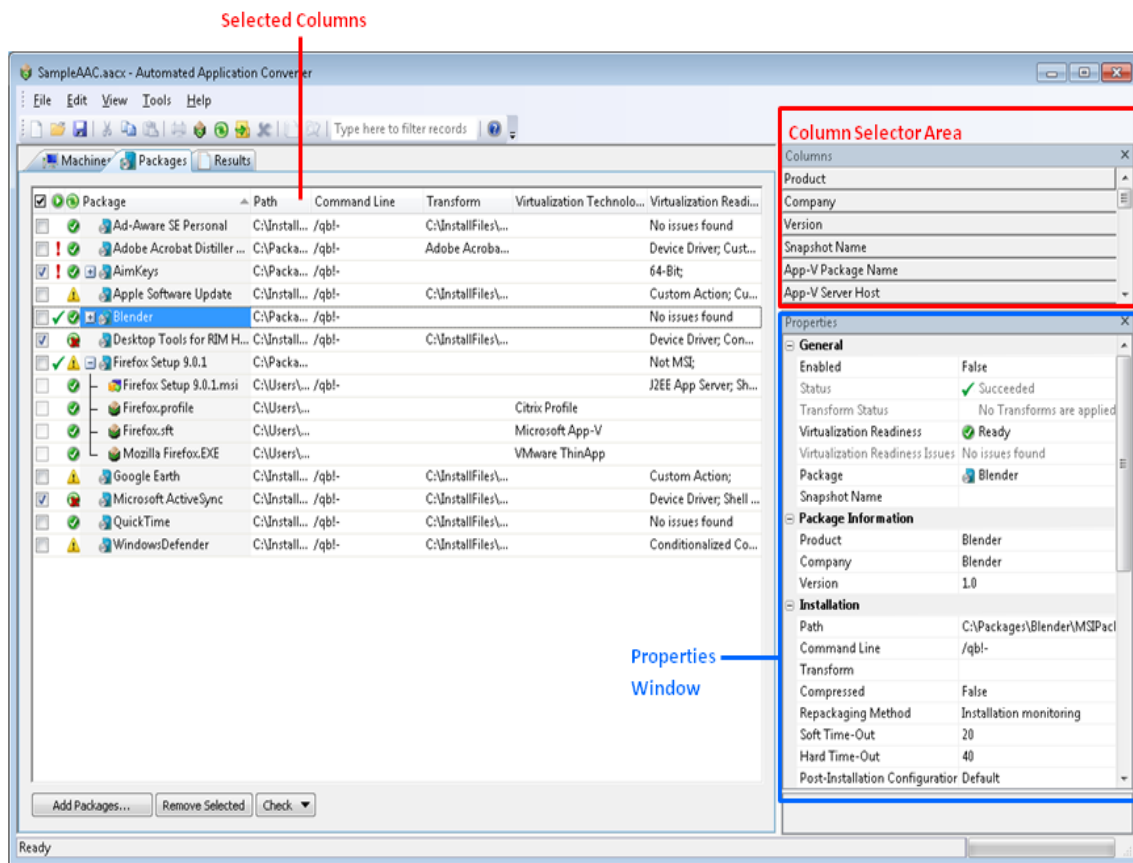 Selected Columns
SampleAAC.aacx - Automated Application Converter
File Edit View Tools Help
Type here to filter records
Column Selector Area
Machines Packages Results
Columns
Product
Company
Version
Snapshot Name
App-V Package Name
App-V Server Host
Package Path Command Line Transform Virtualization Technolo... Virtualization Readi...
Ad-Aware SE Personal C:\Install... /qb!- No issues found
Adobe Acrobat Distiller ... C:\Packa... /qb!- Adobe Acroba... Device Driver; Cust...
AimKeys C:\Packa... /qb!- 64-Bit;
Apple Software Update C:\Install... /qb!- C:\InstallFiles\,... Custom Action; Cu...
Blender C:\Packa... /qb!- No issues found
Desktop Tools for RIM H... C:\Install... /qb!- C:\InstallFiles\,... Device Driver; Con...
Firefox Setup 9.0.1 C:\Packa... Not MSI;
Firefox Setup 9.0.1.msi C:\Users\,... /qb!- J2EE App Server; Sh...
Firefox.profile C:\Users\,... Citrix Profile
Firefox.sft C:\Users\,... Microsoft App-V
Mozilla Firefox.EXE C:\Users\,... VMware ThinApp
Google Earth C:\Install... /qb!- C:\InstallFiles\,... Custom Action;
Microsoft ActiveSync C:\Install... /qb!- C:\InstallFiles\,... Device Driver; Shell ...
QuickTime C:\Install... /qb!- C:\InstallFiles\,... No issues found
WindowsDefender C:\Install... /qb!- C:\InstallFiles\,... Conditionalized Co...
Properties
General
Enabled False
Status Succeeded
Transform Status No Transforms are applied
Virtualization Readiness Ready
Virtualization Readiness Issues No issues found
Package Blender
Snapshot Name
Package Information
Product Blender
Company Blender
Version 1.0
Installation
Path C:\Packages\Blender\MSIPacl
Command Line /qb!-
Transform
Compressed False
Repackaging Method Installation monitoring
Soft Time-Out 20
Hard Time-Out 40
Post-Installation Configuration Default
Properties
Window
Add Packages... Remove Selected Check
Ready